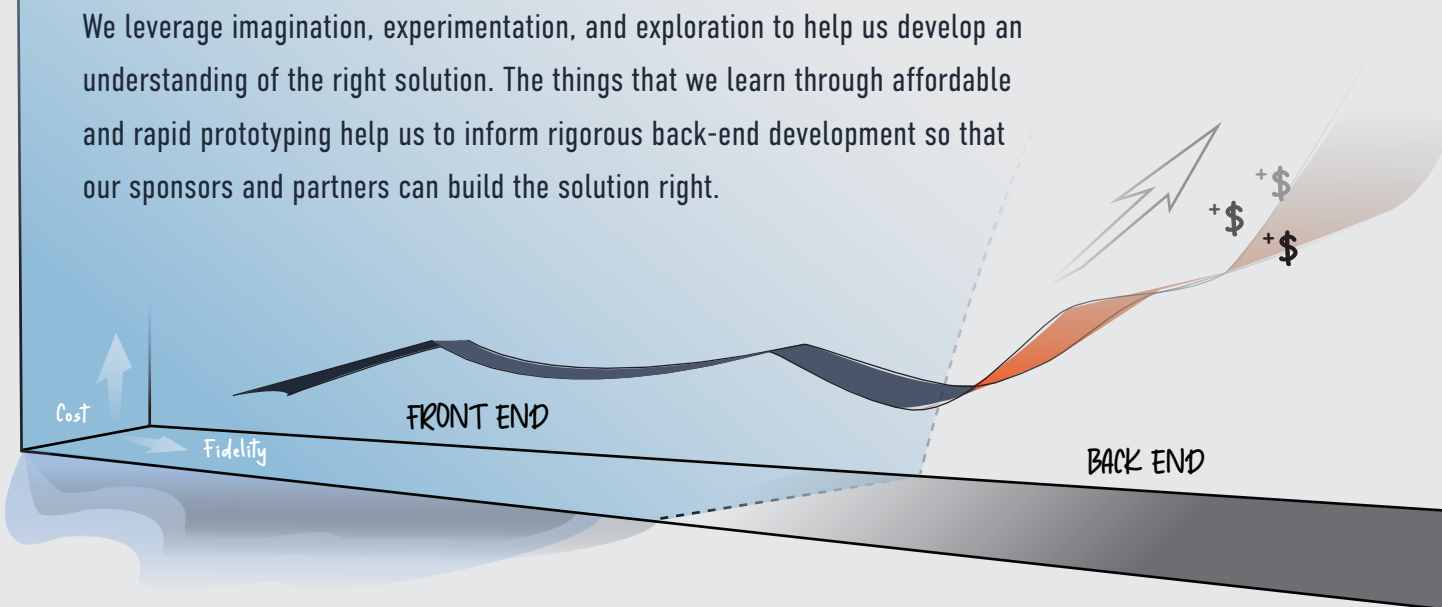 We leverage imagination, experimentation, and exploration to help us develop an
understanding of the right solution. The things that we learn through affordable
and rapid prototyping help us to inform rigorous back-end development so that
our sponsors and partners can build the solution right.
+$
+$
+$
Cost
FRONT END
Fidelity
BACK END